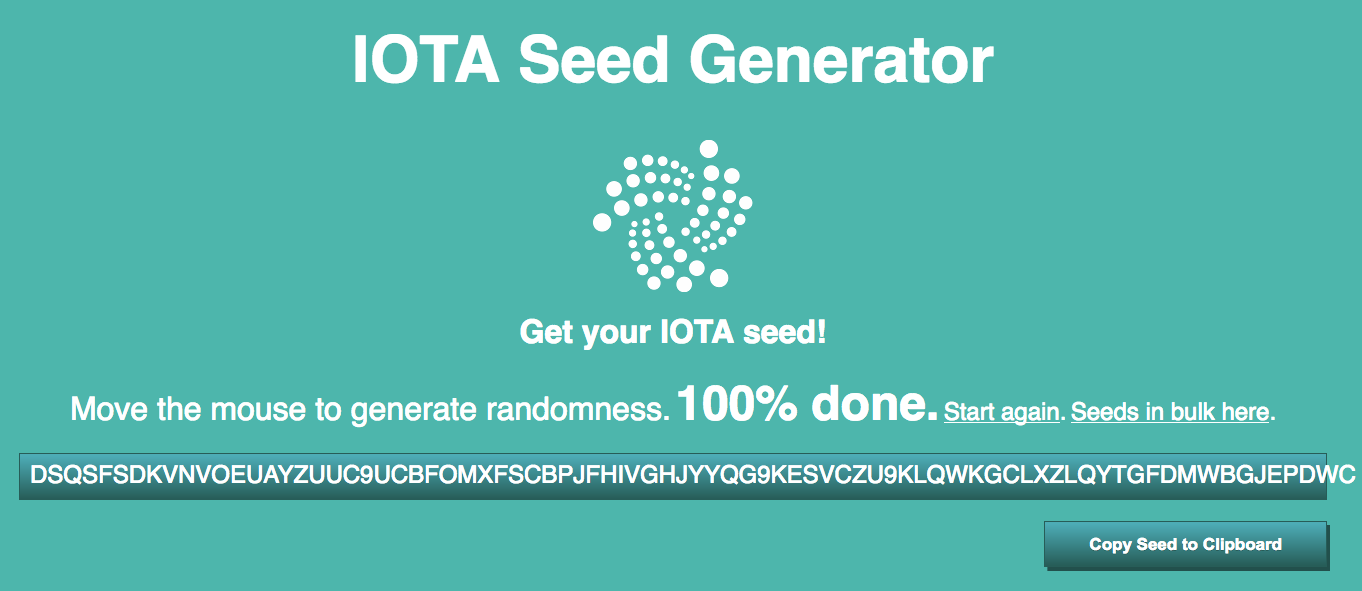 IOTA Seed Generator
Get your IOTA seed!
Move the mouse to generate randomness. 100% done. Start again. Seeds in bulk here.
DSQSFSDKVNVOEUAYZUUC9UCBFOMXFSCBPJFHIVGHJYYQG9KESVCZU9KLQWKGCLXZLQYTGFDMWBGJEPDWC
Copy Seed to Clipboard